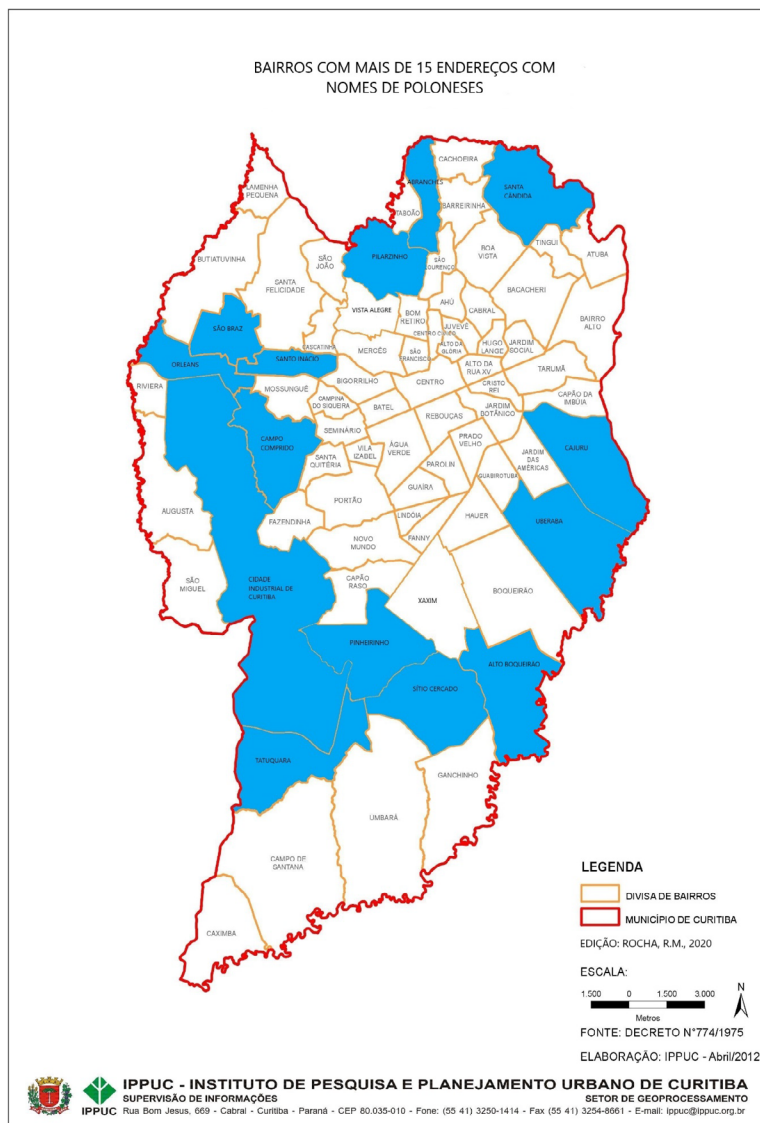 BAIRROS COM MAIS DE 15 ENDEREÇOS COM
NOMES DE POLONESES
CACHOEIRA
ABRANCHES
SANTA
CÂNDIDA
LAMENHA
PEQUENA
TABOÃO
BARREIRINHA
BUTIATUVINHA
SÃO
JOÃO
PILARZINHO
SÃO
LOURENÇO
BOA
VISTA
TINGUI
ATUBA
SANTA
FELICIDADE
BACACHERI
VISTA ALEGRE
BOM
RETIRO
AHÚ
CABRAL
BAIRRO
ALTO
SÃO BRAZ
CASCATINHA
CENTRO CÍVICO
JUVEVÊ
ALTO DA
GLÓRIA
HUGO
LANGE
JARDIM
SOCIAL
ORLEANS
SANTO INÁCIO
MERCÊS
SÃO
FRANCISCO
ALTO DA
RUA XV
TARUMÃ
RIVIERA
MOSSUNGUÊ
BIGORRILHO
CENTRO
CRISTO
REI
CAPÃO DA
IMBUIA
CAMPINA
DO SIQUEIRA
BATEL
REBOUÇAS
JARDIM
BOTÂNICO
CAMPO
COMPRIDO
SEMINÁRIO
SANTA
QUITÉRIA
VILA
IZABEL
ÁGUA
VERDE
PRADO
VELHO
CAJURU
JARDIM
DAS
AMÉRICAS
PAROLIN
GUABIROTUBA
GUAÍRA
PORTÃO
AUGUSTA
FAZENDINHA
LINDÓIA
HAUER
UBERABA
NOVO
MUNDO
FANNY
SÃO
MIGUEL
CIDADE
INDUSTRIAL DE
CURITIBA
CAPÃO
RASO
XAXIM
BOQUEIRÃO
PINHEIRINHO
ALTO BOQUEIRÃO
SÍTIO CERCADO
TATUQUARA
GANCHINHO
UMBARÁ
CAMPO DE
SANTANA
CAXIMBA
LEGENDA
DIVISA DE BAIRROS
MUNICÍPIO DE CURITIBA
EDIÇÃO: ROCHA, R.M., 2020
ESCALA:
N
1.500 0 1.500 3.000
Metros
FONTE: DECRETO N°774/1975
ELABORAÇÃO: IPPUC - Abril/2012
IPPUC
IPPUC - INSTITUTO DE PESQUISA E PLANEJAMENTO URBANO DE CURITIBA
SUPERVISÃO DE INFORMAÇÕES SETOR DE GEOPROCESSAMENTO
Rua Bom Jesus, 669 - Cabral - Curitiba - Paraná - CEP 80.035-010 - Fone: (55 41) 3250-1414 - Fax (55 41) 3254-8661 - E-mail: ippuc@ippuc.org.br